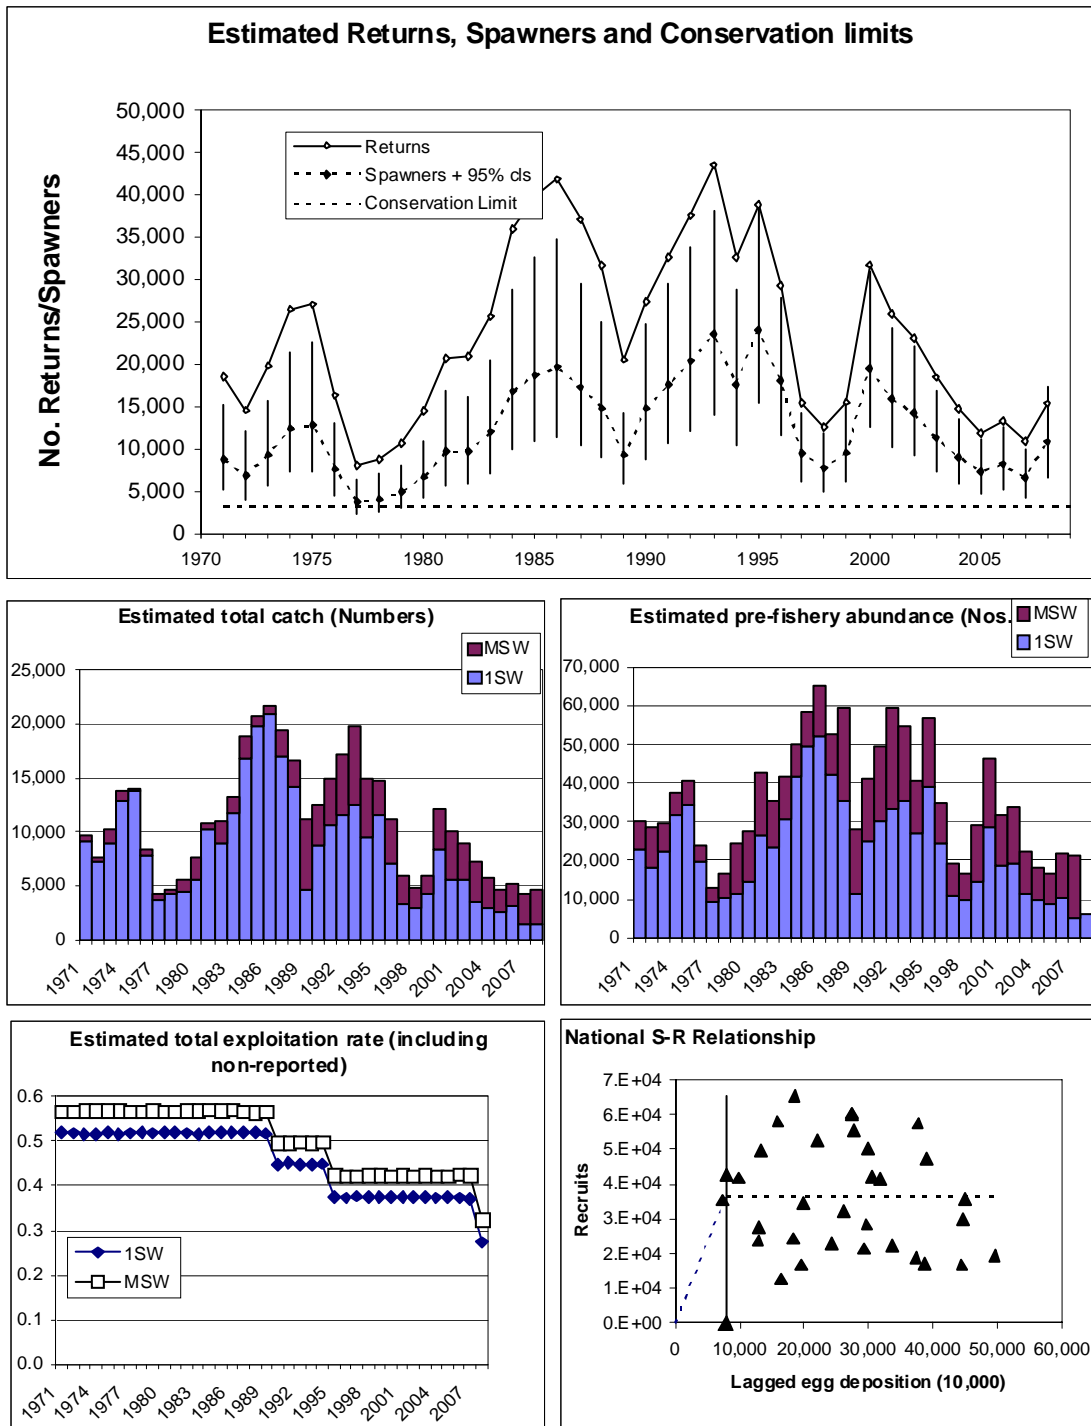 Estimated Returns, Spawners and Conservation limits
No. Returns/Spawners
50,000
45,000
40,000
35,000
30,000
25,000
20,000
15,000
10,000
5,000
0
Returns
Spawners + 95% cls
Conservation Limit
1970 1975 1980 1985 1990 1995 2000 2005
Estimated total catch (Numbers)
MSW
1SW
25,000
20,000
15,000
10,000
5,000
0
1971 1974 1977 1980 1983 1986 1989 1992 1995 1998 2001 2004 2007
Estimated pre-fishery abundance (Nos.
MSW
1SW
70,000
60,000
50,000
40,000
30,000
20,000
10,000
0
1971 1974 1977 1980 1983 1986 1989 1992 1995 1998 2001 2004 2007
Estimated total exploitation rate (including
non-reported)
0.6
0.5
0.4
0.3
0.2
0.1
0.0
1SW
MSW
1971 1974 1977 1980 1983 1986 1989 1992 1995 1998 2001 2004 2007
National S-R Relationship
Recruits
7.E+04
6.E+04
5.E+04
4.E+04
3.E+04
2.E+04
1.E+04
0.E+00
0 10,000 20,000 30,000 40,000 50,000 60,000
Lagged egg deposition (10,000)